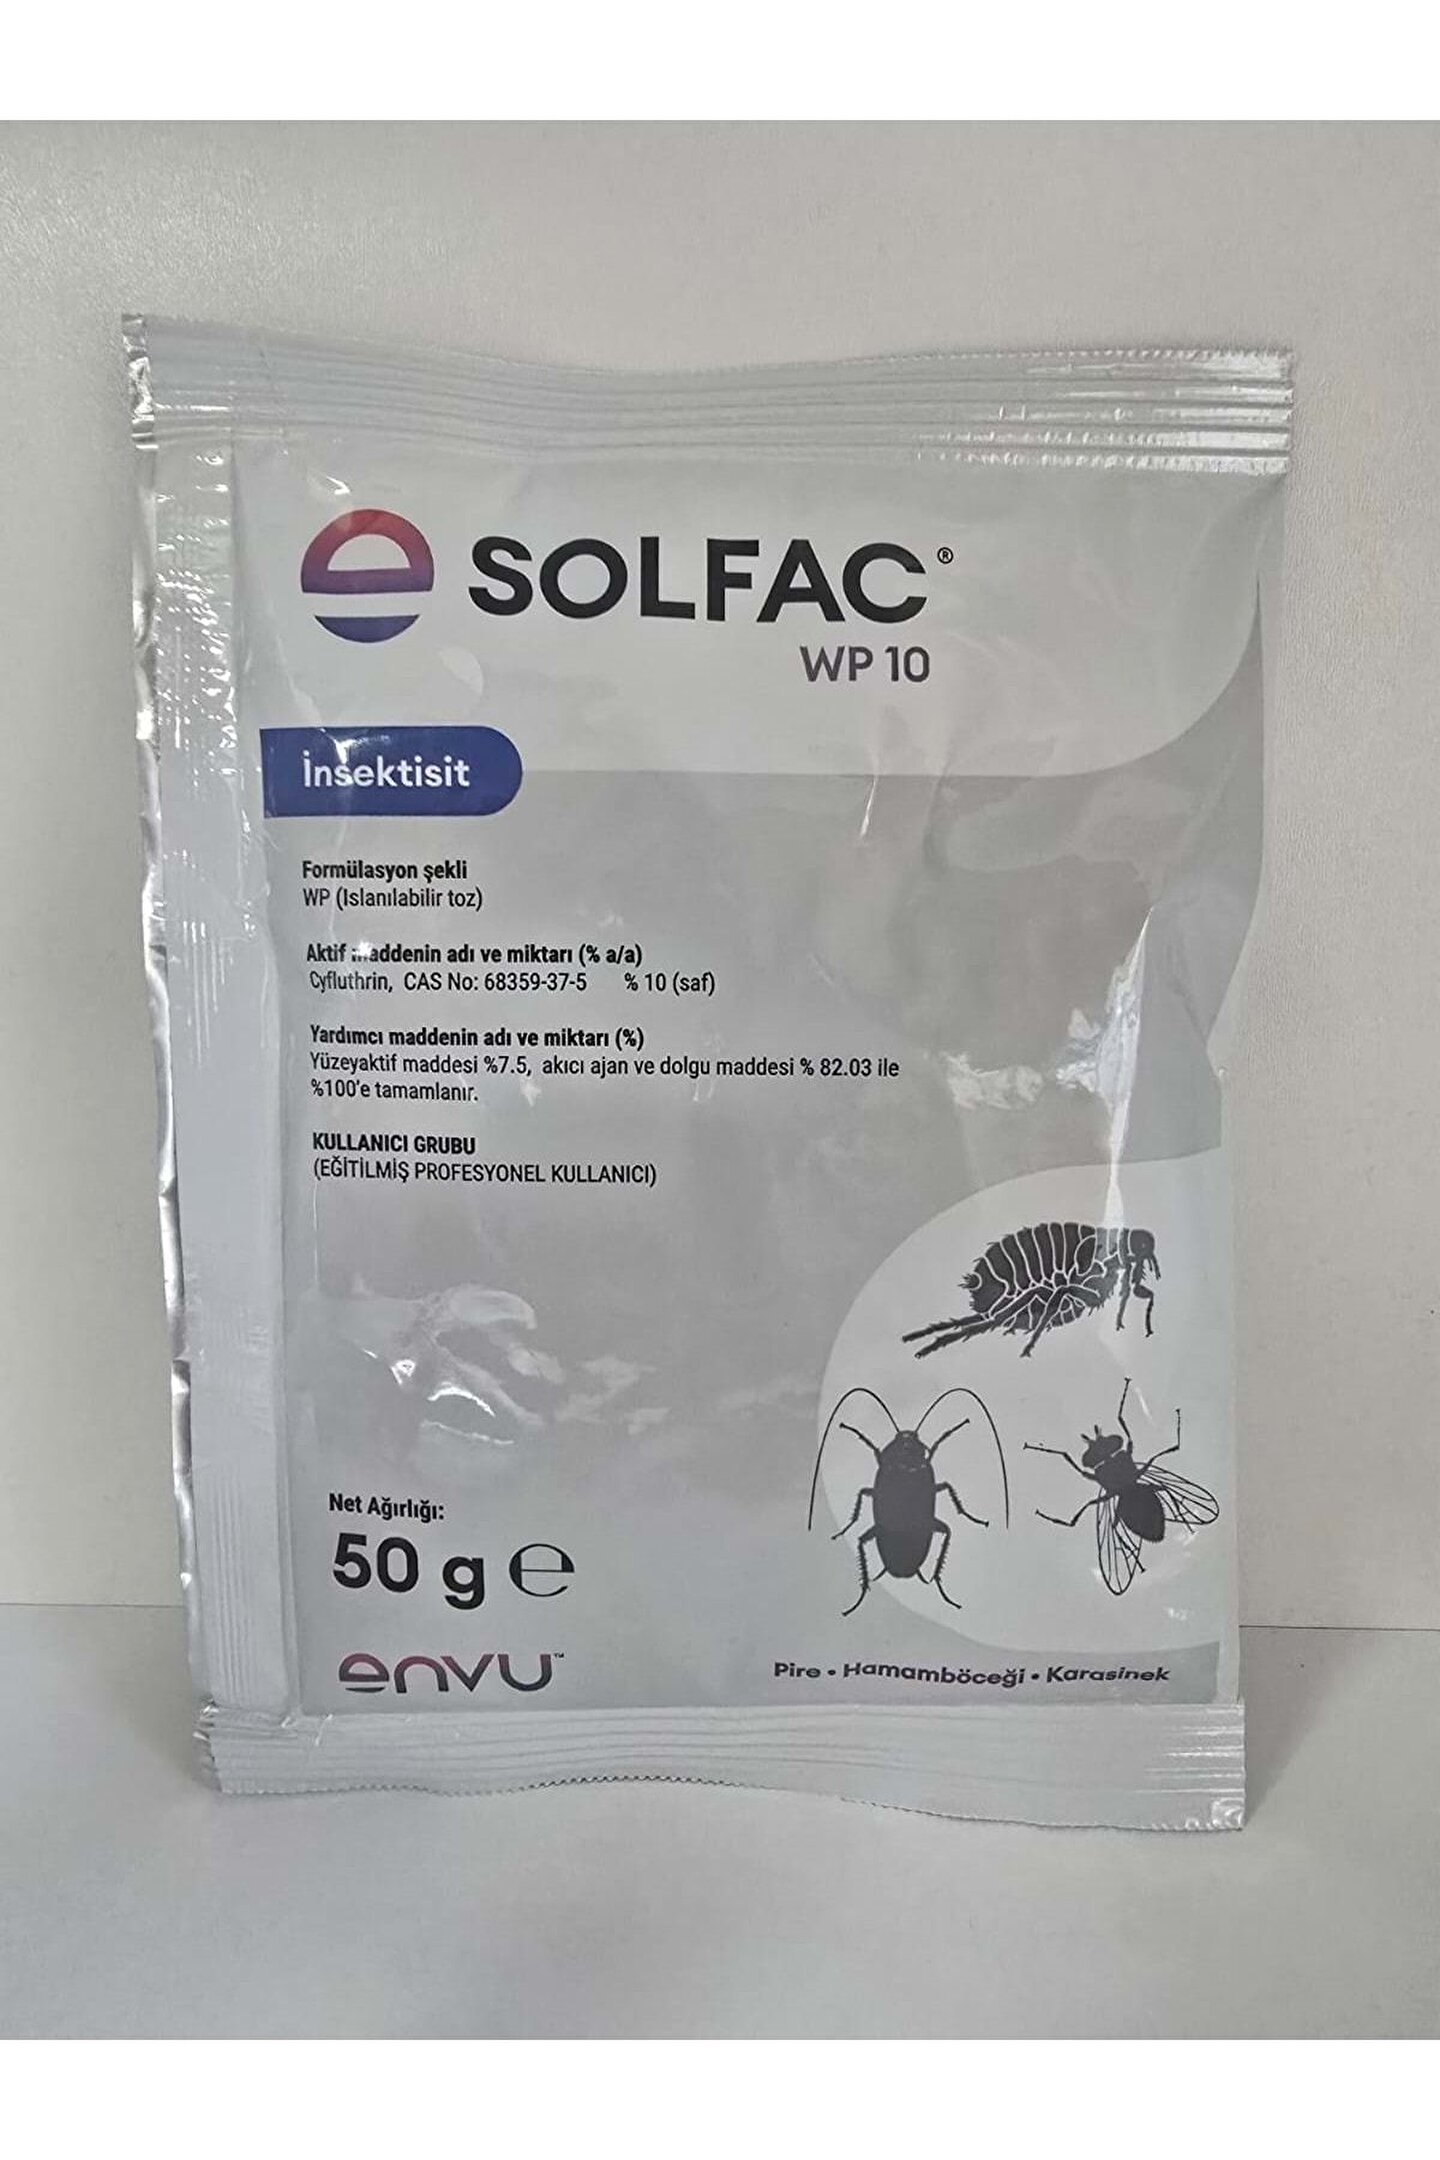 SOLFAC®
WP 10
İnsektisit
Formülasyon şekli
WP (Islanılabilir toz)
Aktif maddenin adı ve miktarı (% a/a)
Cyfluthrin, CAS No: 68359-37-5 % 10 (saf)
Yardımcı maddenin adı ve miktarı (%)
Yüzeyaktif maddesi %7.5, akıcı ajan ve dolgu maddesi % 82.03 ile
%100'e tamamlanır.
KULLANICI GRUBU
(EĞİTİLMİŞ PROFESYONEL KULLANICI)
Net Ağırlığı:
50 g ℮
envu™
Pire • Hamamböceği • Karasinek